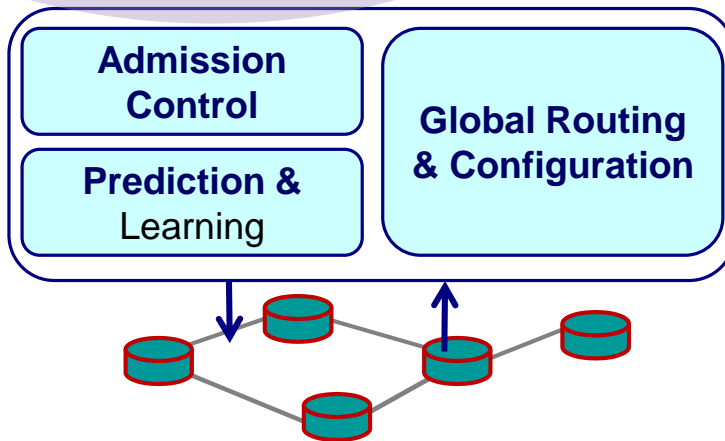 Admission
Control
Prediction &
Learning
Global Routing
& Configuration